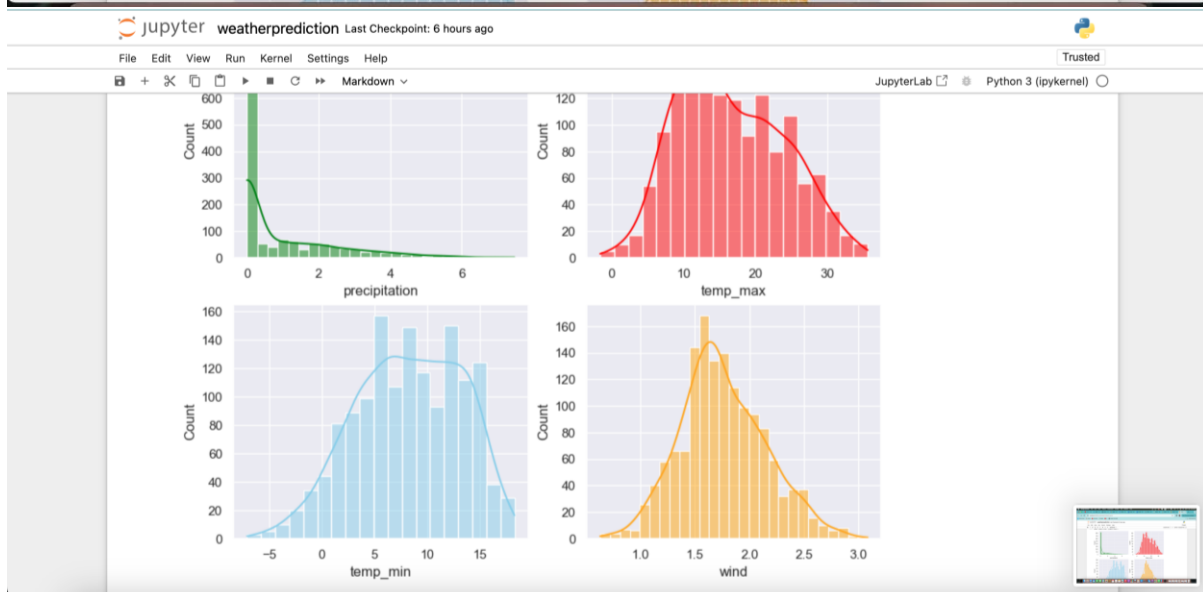 jupyter weatherprediction Last Checkpoint: 6 hours ago
File Edit View Run Kernel Settings Help
Trusted
Markdown
JupyterLab
Python 3 (ipykernel)
600
500
400
300
200
100
0
Count
0 2 4 6
precipitation
120
100
80
60
40
20
0
Count
0 10 20 30
temp_max
160
140
120
100
80
60
40
20
0
Count
−5 0 5 10 15
temp_min
160
140
120
100
80
60
40
20
0
Count
1.0 1.5 2.0 2.5 3.0
wind